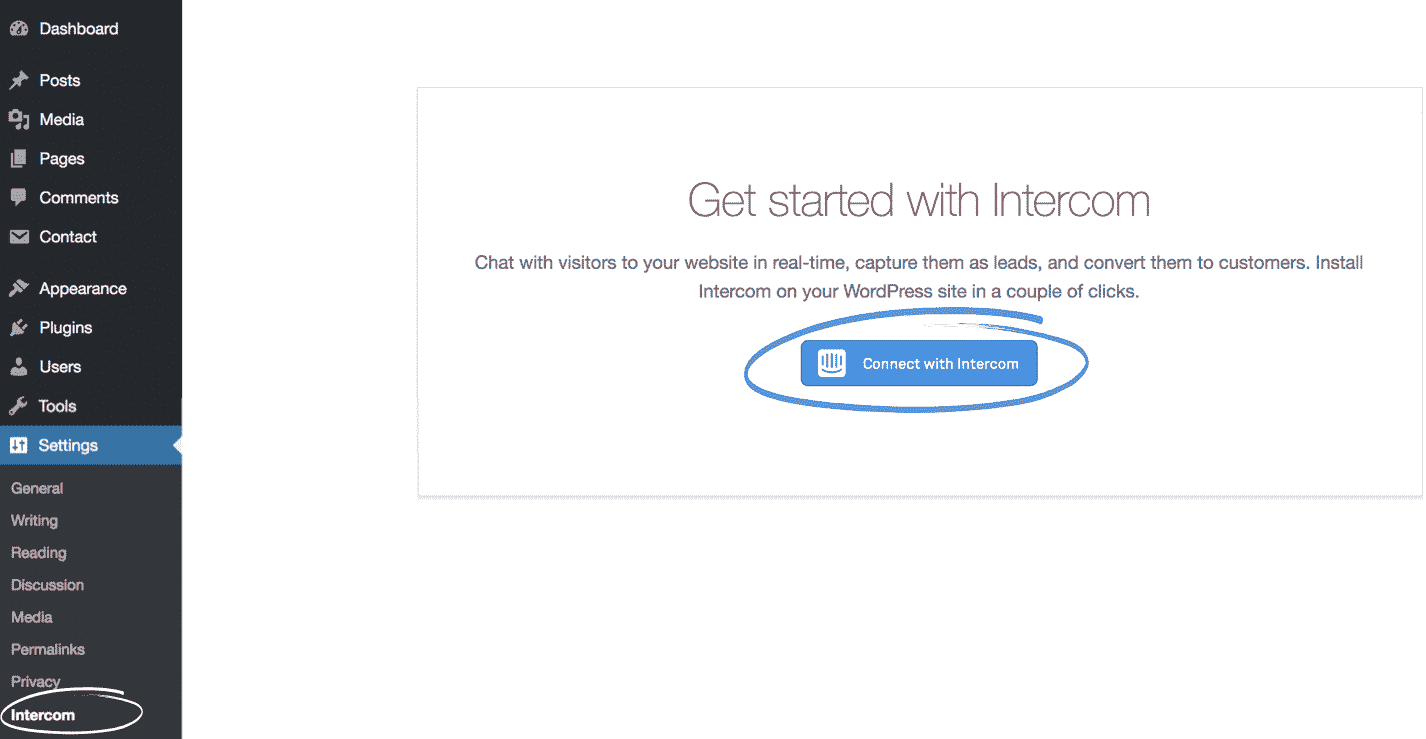 Dashboard
Posts
Media
Pages
Comments
Contact
Appearance
Plugins
Users
Tools
Settings
General
Writing
Reading
Discussion
Media
Permalinks
Privacy
Intercom
Get started with Intercom
Chat with visitors to your website in real-time, capture them as leads, and convert them to customers. Install
Intercom on your WordPress site in a couple of clicks.
Connect with Intercom